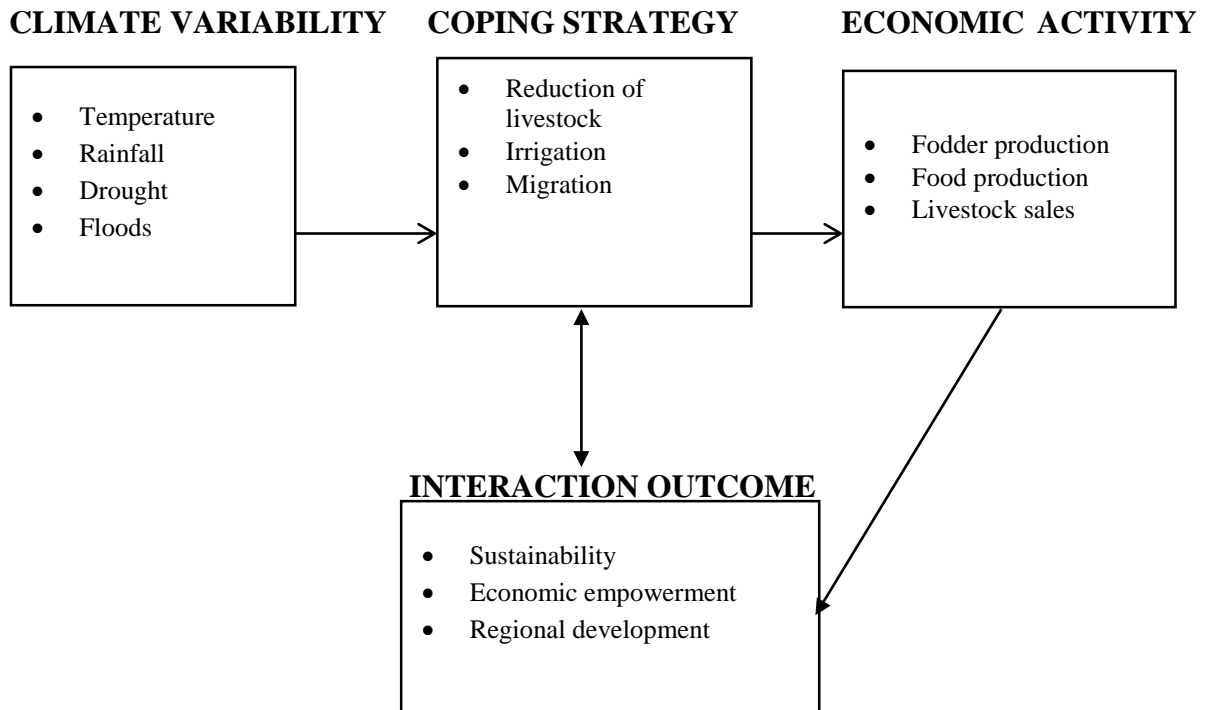 CLIMATE VARIABILITY
• Temperature
• Rainfall
• Drought
• Floods
COPING STRATEGY
• Reduction of
livestock
• Irrigation
• Migration
ECONOMIC ACTIVITY
• Fodder production
• Food production
• Livestock sales
INTERACTION OUTCOME
• Sustainability
• Economic empowerment
• Regional development